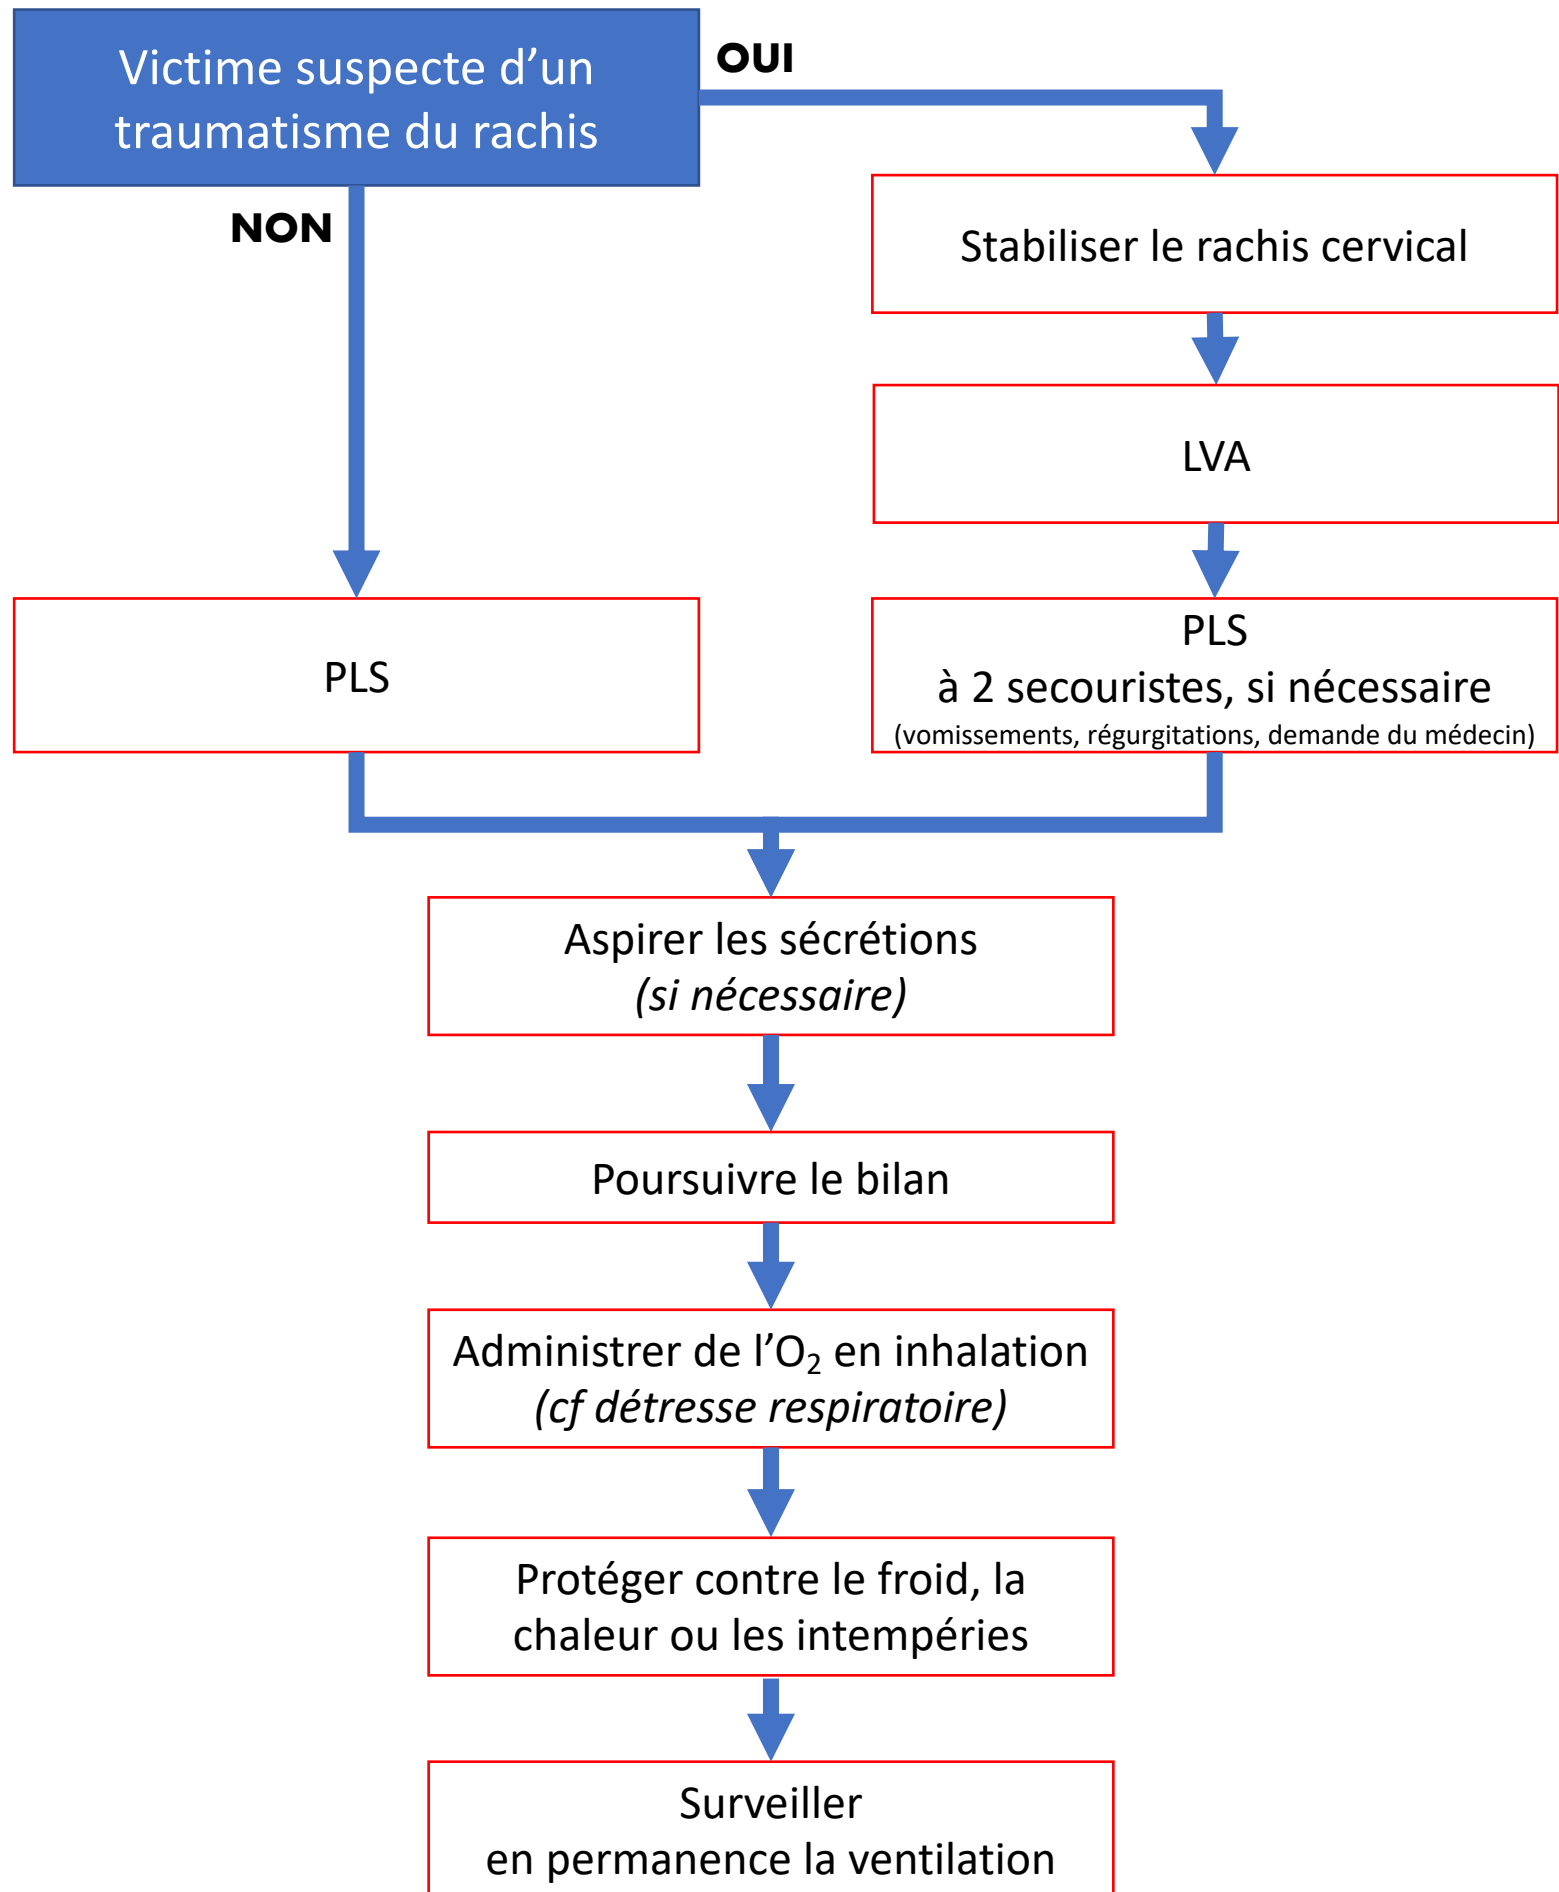 Victime suspecte d’un
traumatisme du rachis
OUI
NON
Stabiliser le rachis cervical
LVA
PLS
PLS
à 2 secouristes, si nécessaire
(vomissements, régurgitations, demande du médecin)
Aspirer les sécrétions
(si nécessaire)
Poursuivre le bilan
Administrer de l’O₂ en inhalation
(cf détresse respiratoire)
Protéger contre le froid, la
chaleur ou les intempéries
Surveiller
en permanence la ventilation